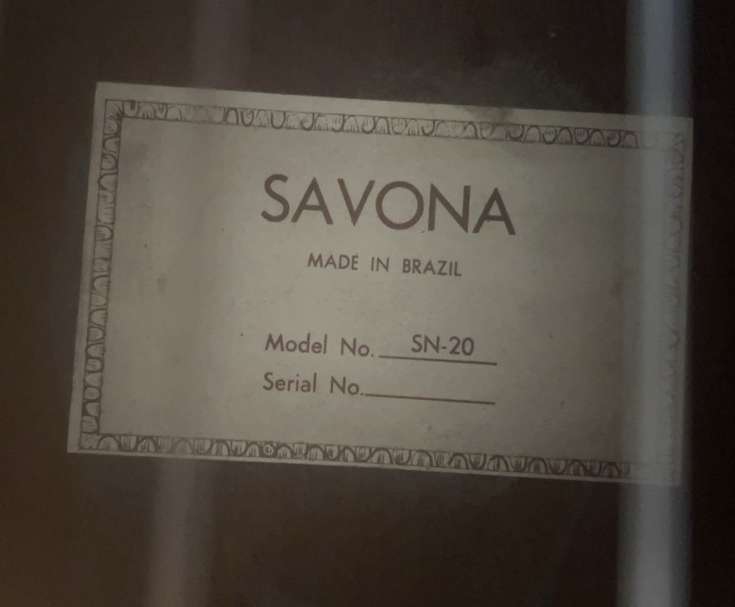 SAVONA
MADE IN BRAZIL
Model No. SN-20
Serial No.